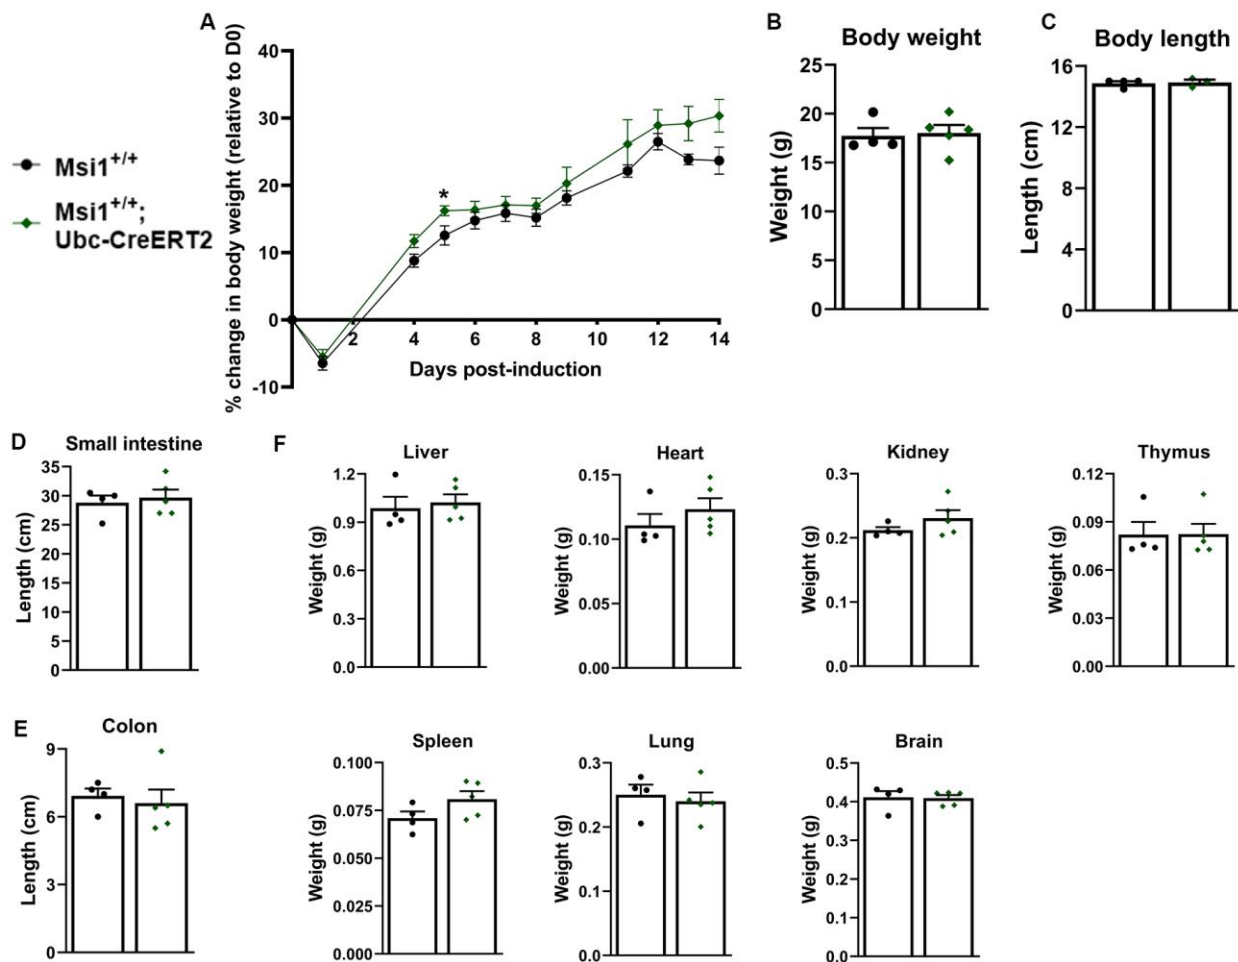 A
% change in body weight (relative to D0)
40
30
20
10
0
-10
*
2
4
6
8
10
12
14
Days post-induction
Msi1+/+
Msi1+/+;
Ubc-CreERT2
B
Body weight
Weight (g)
25
20
15
10
5
0
C
Body length
Length (cm)
16
12
8
4
0
D
Small intestine
Length (cm)
35
30
25
20
15
10
5
0
E
Colon
Length (cm)
9
6
3
0
F
Liver
Weight (g)
1.2
0.9
0.6
0.3
0.0
Heart
Weight (g)
0.15
0.10
0.05
0.00
Kidney
Weight (g)
0.3
0.2
0.1
0.0
Thymus
Weight (g)
0.12
0.09
0.06
0.03
0.00
Spleen
Weight (g)
0.100
0.075
0.050
0.025
0.000
Lung
Weight (g)
0.3
0.2
0.1
0.0
Brain
Weight (g)
0.5
0.4
0.3
0.2
0.1
0.0